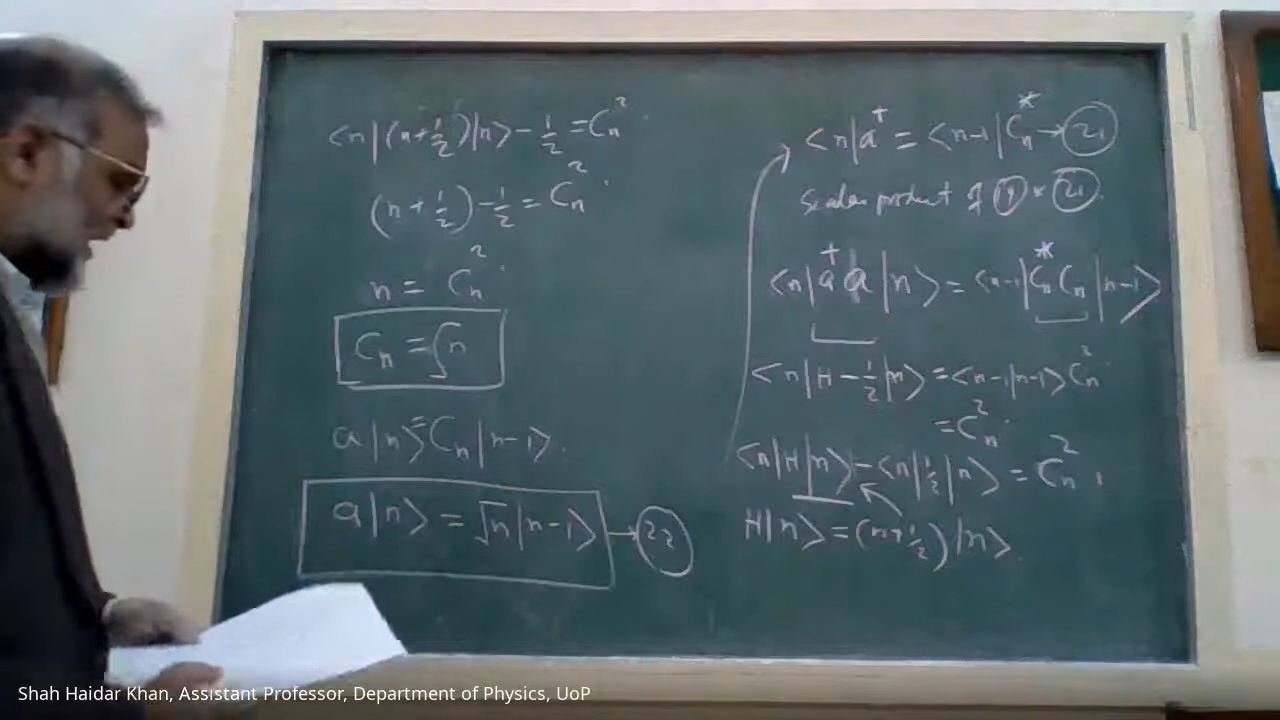 ⟨n|(n+½)|n⟩ − ½ = Cₙ²
(n + ½) − ½ = Cₙ²
n = Cₙ²
Cₙ = √n
a|n⟩ = Cₙ|n-1⟩.
a|n⟩ = √n|n-1⟩ → 22
⟨n|a† = ⟨n-1|Cₙ* → 21
Scalar product of 19 * 21.
⟨n|a†a|n⟩ = ⟨n-1|Cₙ*Cₙ|n-1⟩
⟨n|H − ½|n⟩ = ⟨n-1|n-1⟩Cₙ²
= Cₙ².
⟨n|H|n⟩ − ⟨n|½|n⟩ = Cₙ².
H|n⟩ = (n+½)|n⟩.
Shah Haidar Khan, Assistant Professor, Department of Physics, UoP